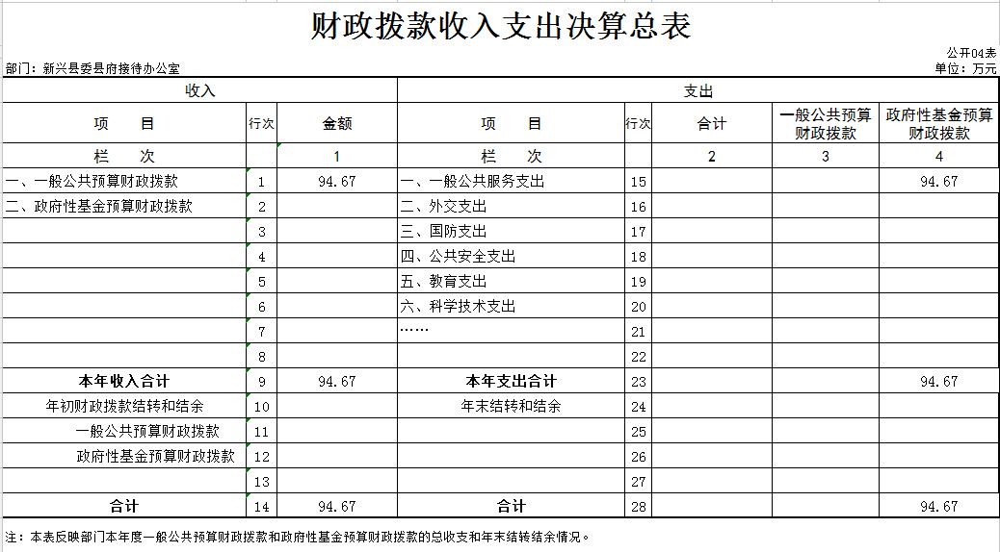 财政拨款收入支出决算总表
公开04表
部门：新兴县委县府接待办公室 单位：万元
收入 支出
项 目 行次 金额 项 目 行次 合计 一般公共预算财政拨款 政府性基金预算财政拨款
栏 次 1 栏 次 2 3 4
一、一般公共预算财政拨款 1 94.67 一、一般公共服务支出 15 94.67
二、政府性基金预算财政拨款 2 二、外交支出 16
3 三、国防支出 17
4 四、公共安全支出 18
5 五、教育支出 19
6 六、科学技术支出 20
7 …… 21
8 22
本年收入合计 9 94.67 本年支出合计 23 94.67
年初财政拨款结转和结余 10 年末结转和结余 24
一般公共预算财政拨款 11 25
政府性基金预算财政拨款 12 26
13 27
合计 14 94.67 合计 28 94.67
注：本表反映部门本年度一般公共预算财政拨款和政府性基金预算财政拨款的总收支和年末结转结余情况。